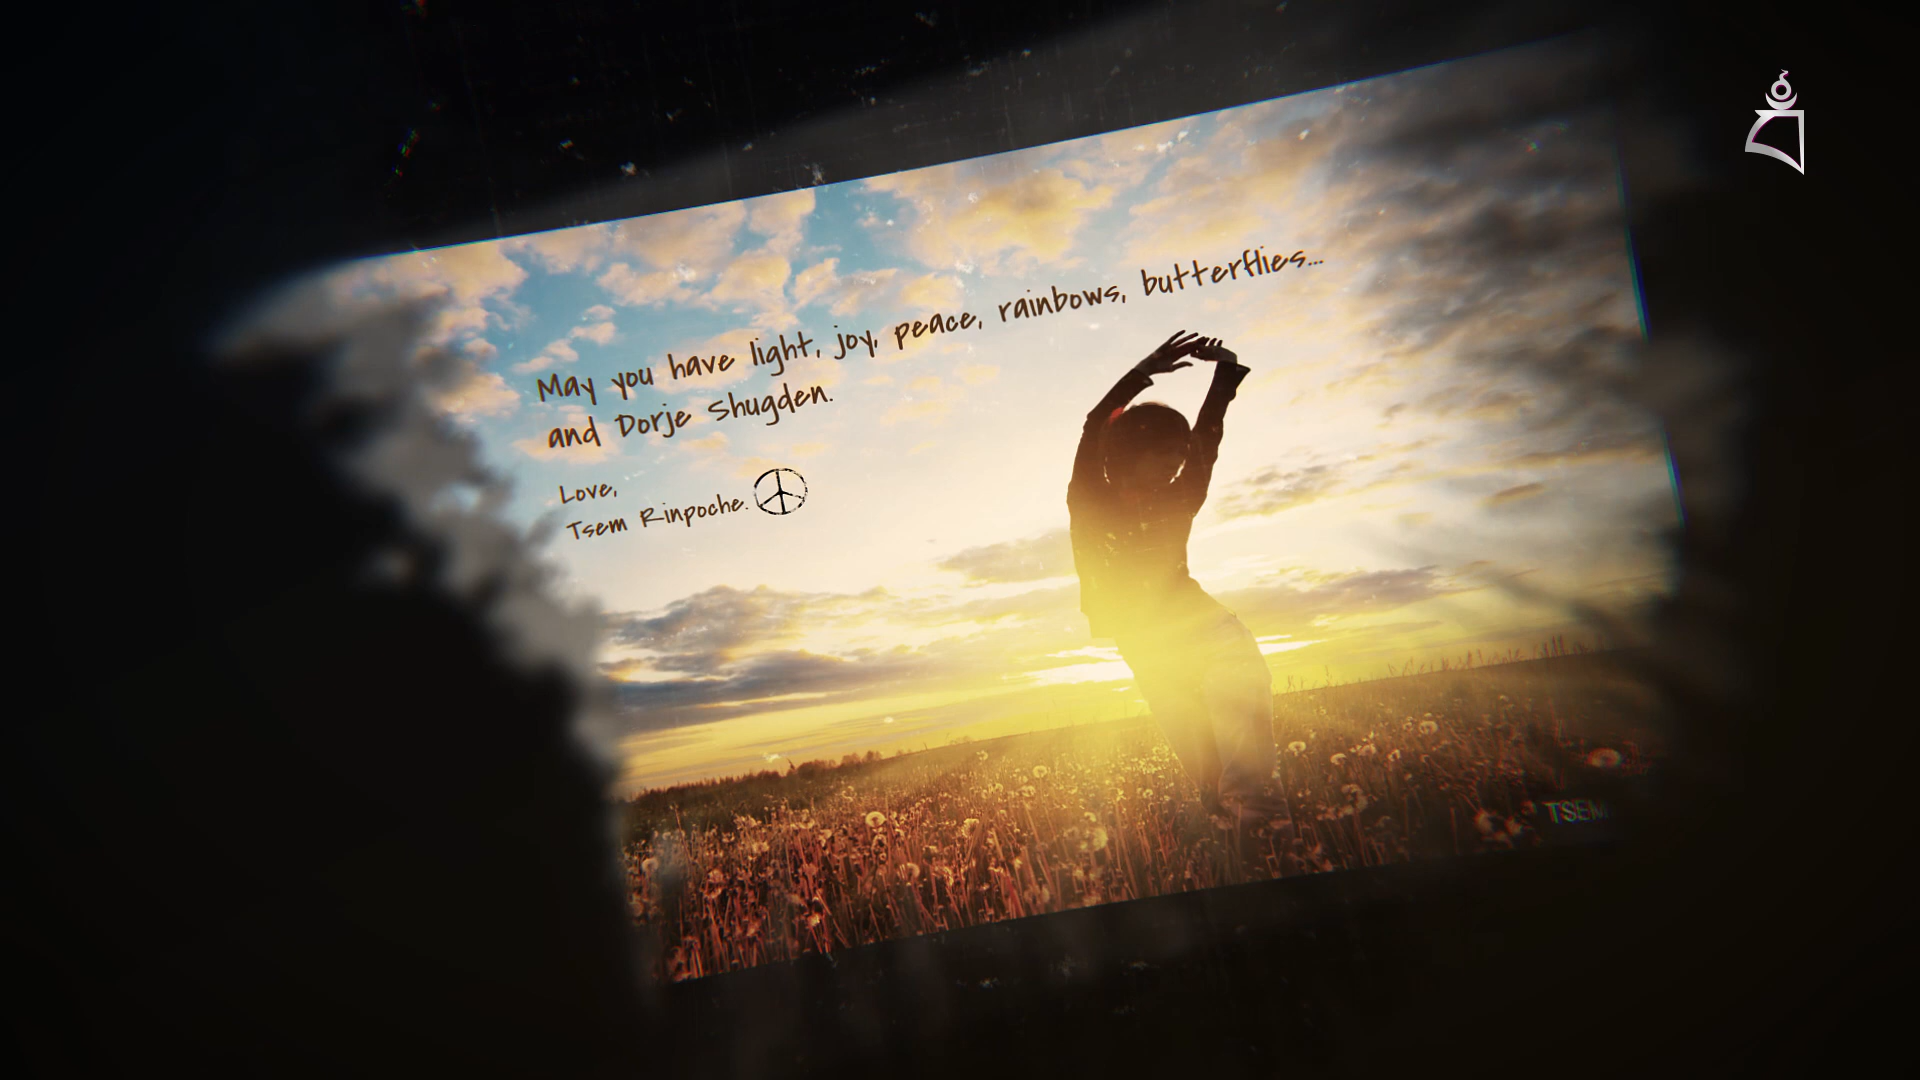 May you have light, joy, peace, rainbows, butterflies...
and Dorje Shugden.
Love,
Tsem Rinpoche.
TSEM